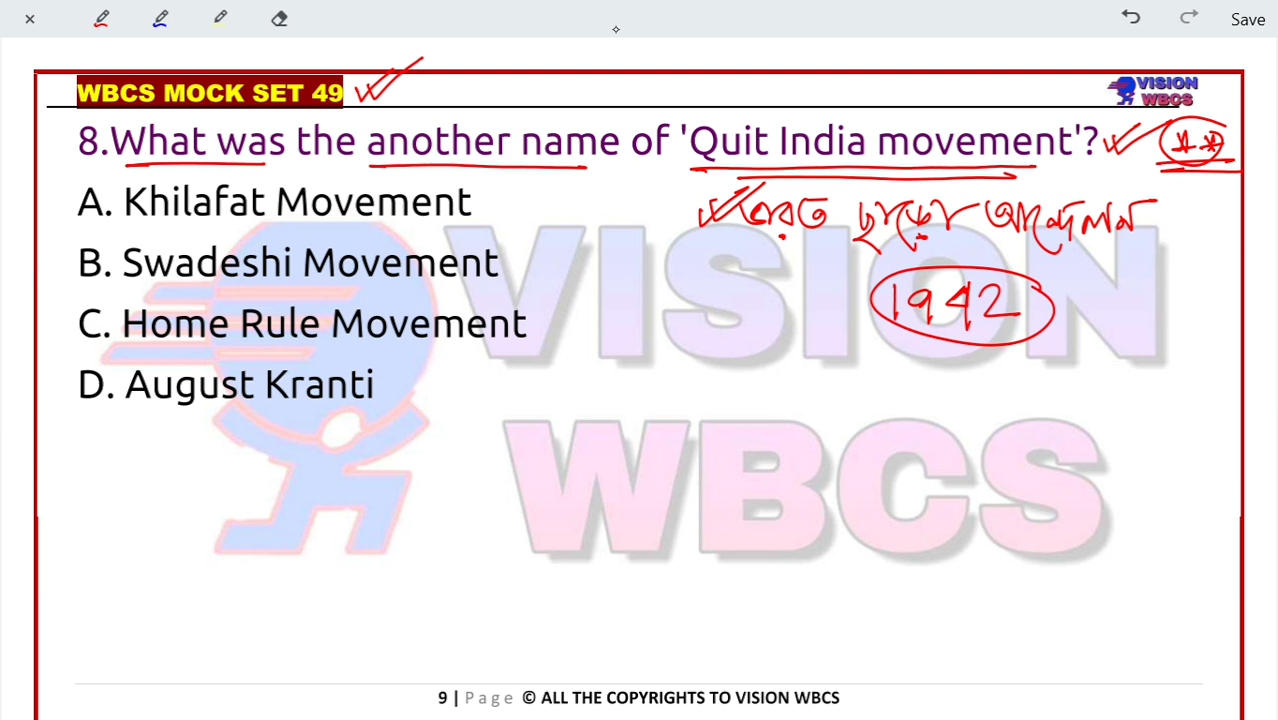 Save
WBCS MOCK SET 49
VISION
WBCS
8.What was the another name of 'Quit India movement'?
A. Khilafat Movement
ভারত ছাড়ো আন্দোলন
B. Swadeshi Movement
1942
C. Home Rule Movement
D. August Kranti
VISION
WBCS
9 | Page © ALL THE COPYRIGHTS TO VISION WBCS